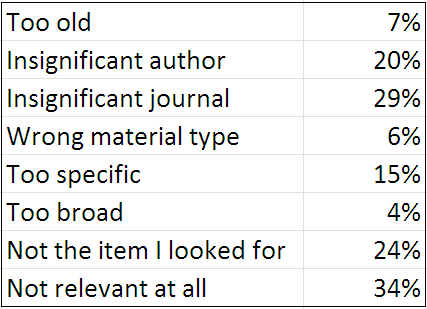 Too old 7%
Insignificant author 20%
Insignificant journal 29%
Wrong material type 6%
Too specific 15%
Too broad 4%
Not the item I looked for 24%
Not relevant at all 34%